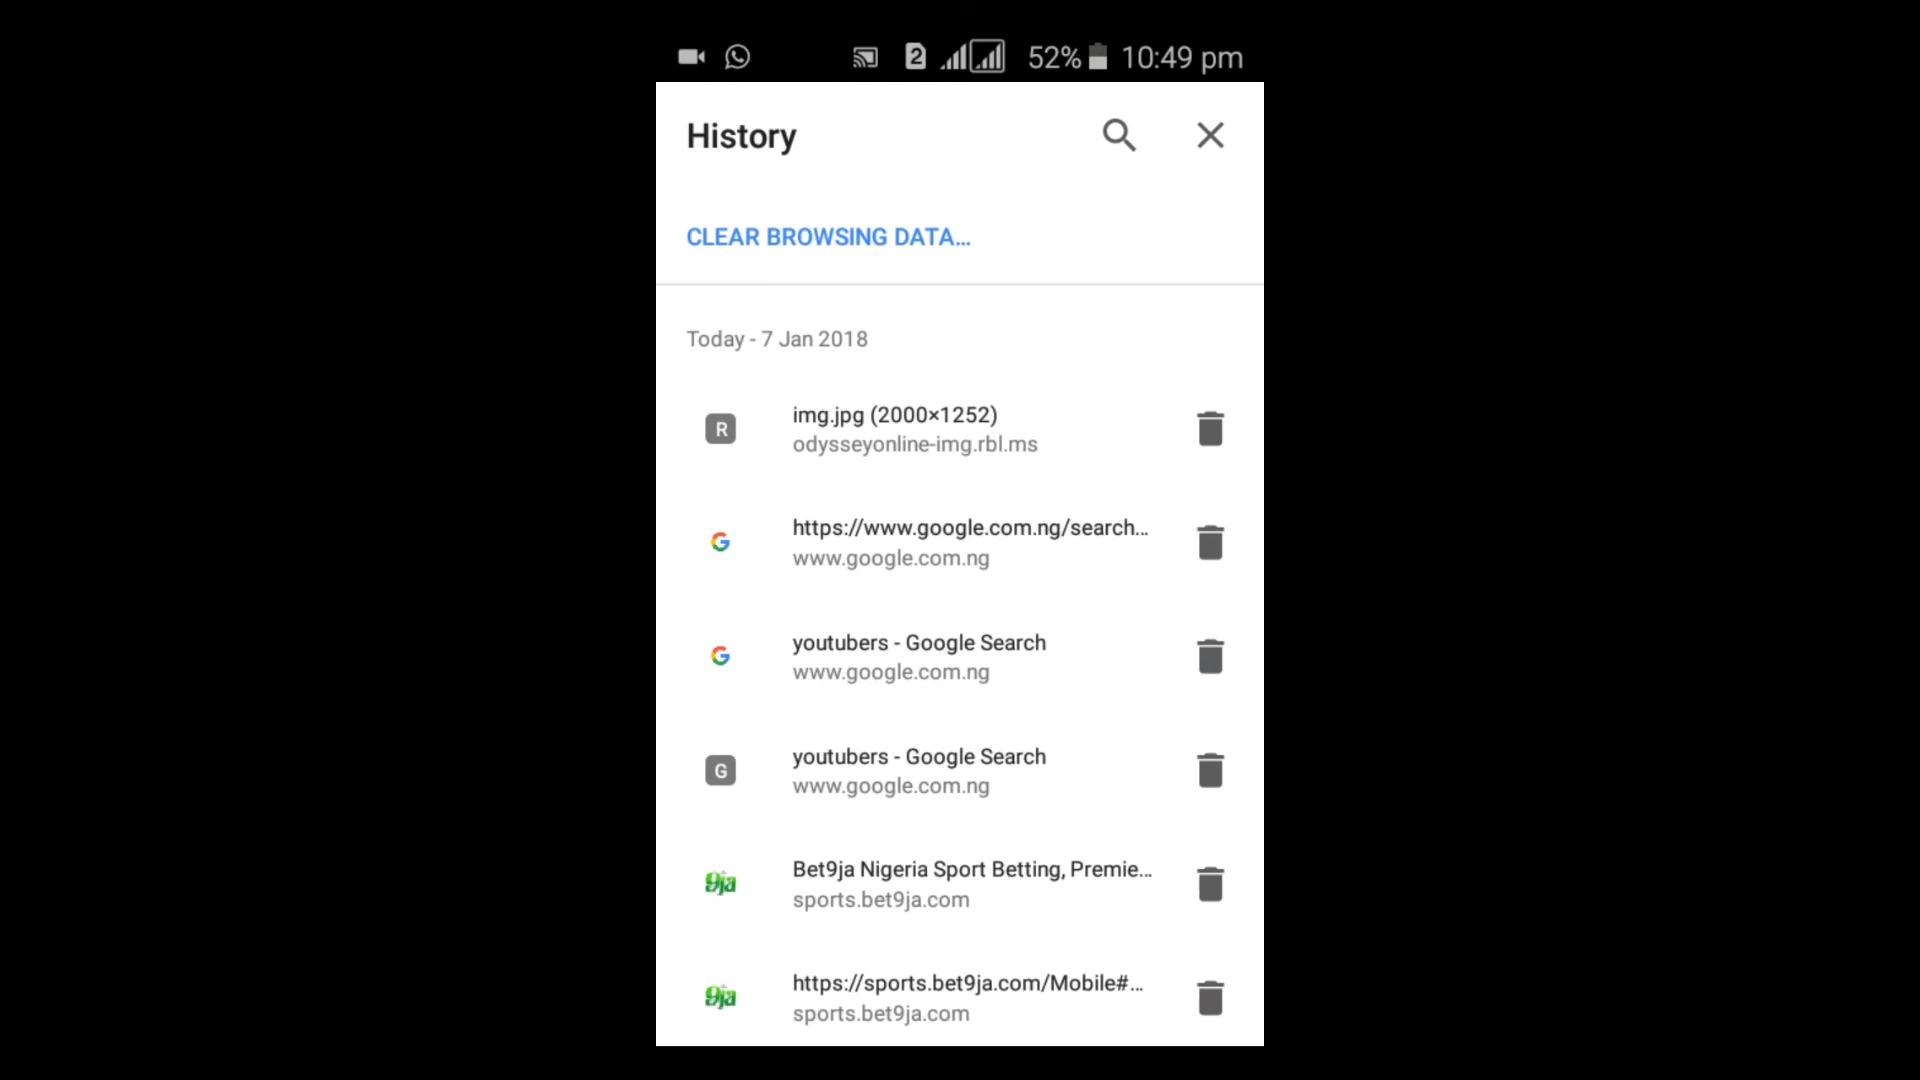 2 52% 10:49 pm
History
CLEAR BROWSING DATA...
Today - 7 Jan 2018
R
img.jpg (2000×1252)
odysseyonline-img.rbl.ms
G
https://www.google.com.ng/search...
www.google.com.ng
G
youtubers - Google Search
www.google.com.ng
G
youtubers - Google Search
www.google.com.ng
9ja
Bet9ja Nigeria Sport Betting, Premie...
sports.bet9ja.com
9ja
https://sports.bet9ja.com/Mobile#...
sports.bet9ja.com